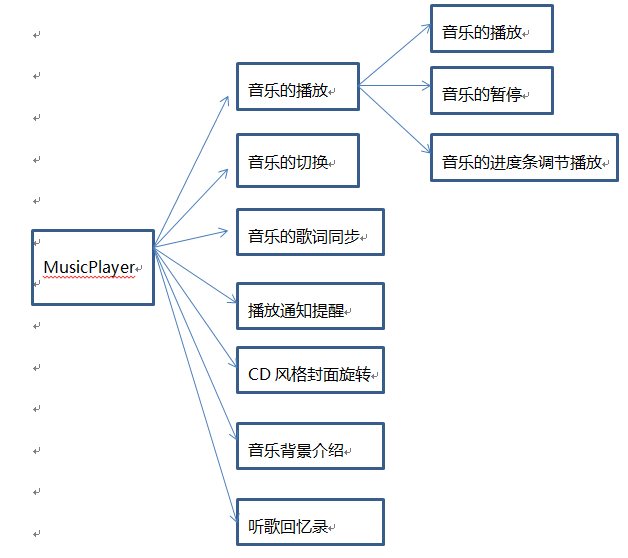 MusicPlayer
音乐的播放
音乐的切换
音乐的歌词同步
播放通知提醒
CD 风格封面旋转
音乐背景介绍
听歌回忆录
音乐的播放
音乐的暂停
音乐的进度条调节播放